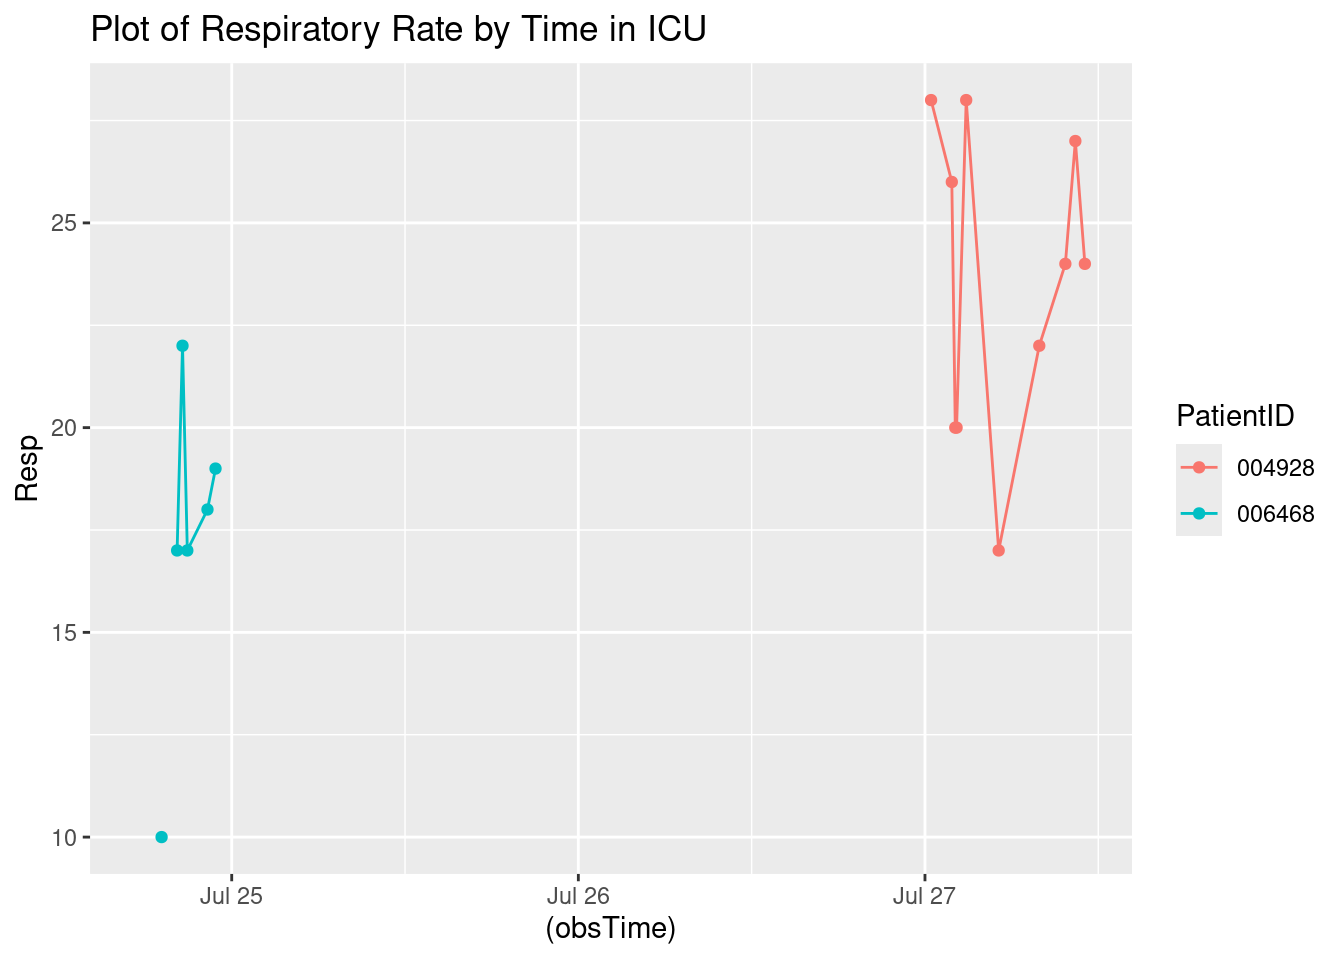 Plot of Respiratory Rate by Time in ICU
25
20
15
10
Resp
Jul 25
Jul 26
Jul 27
(obsTime)
PatientID
004928
006468